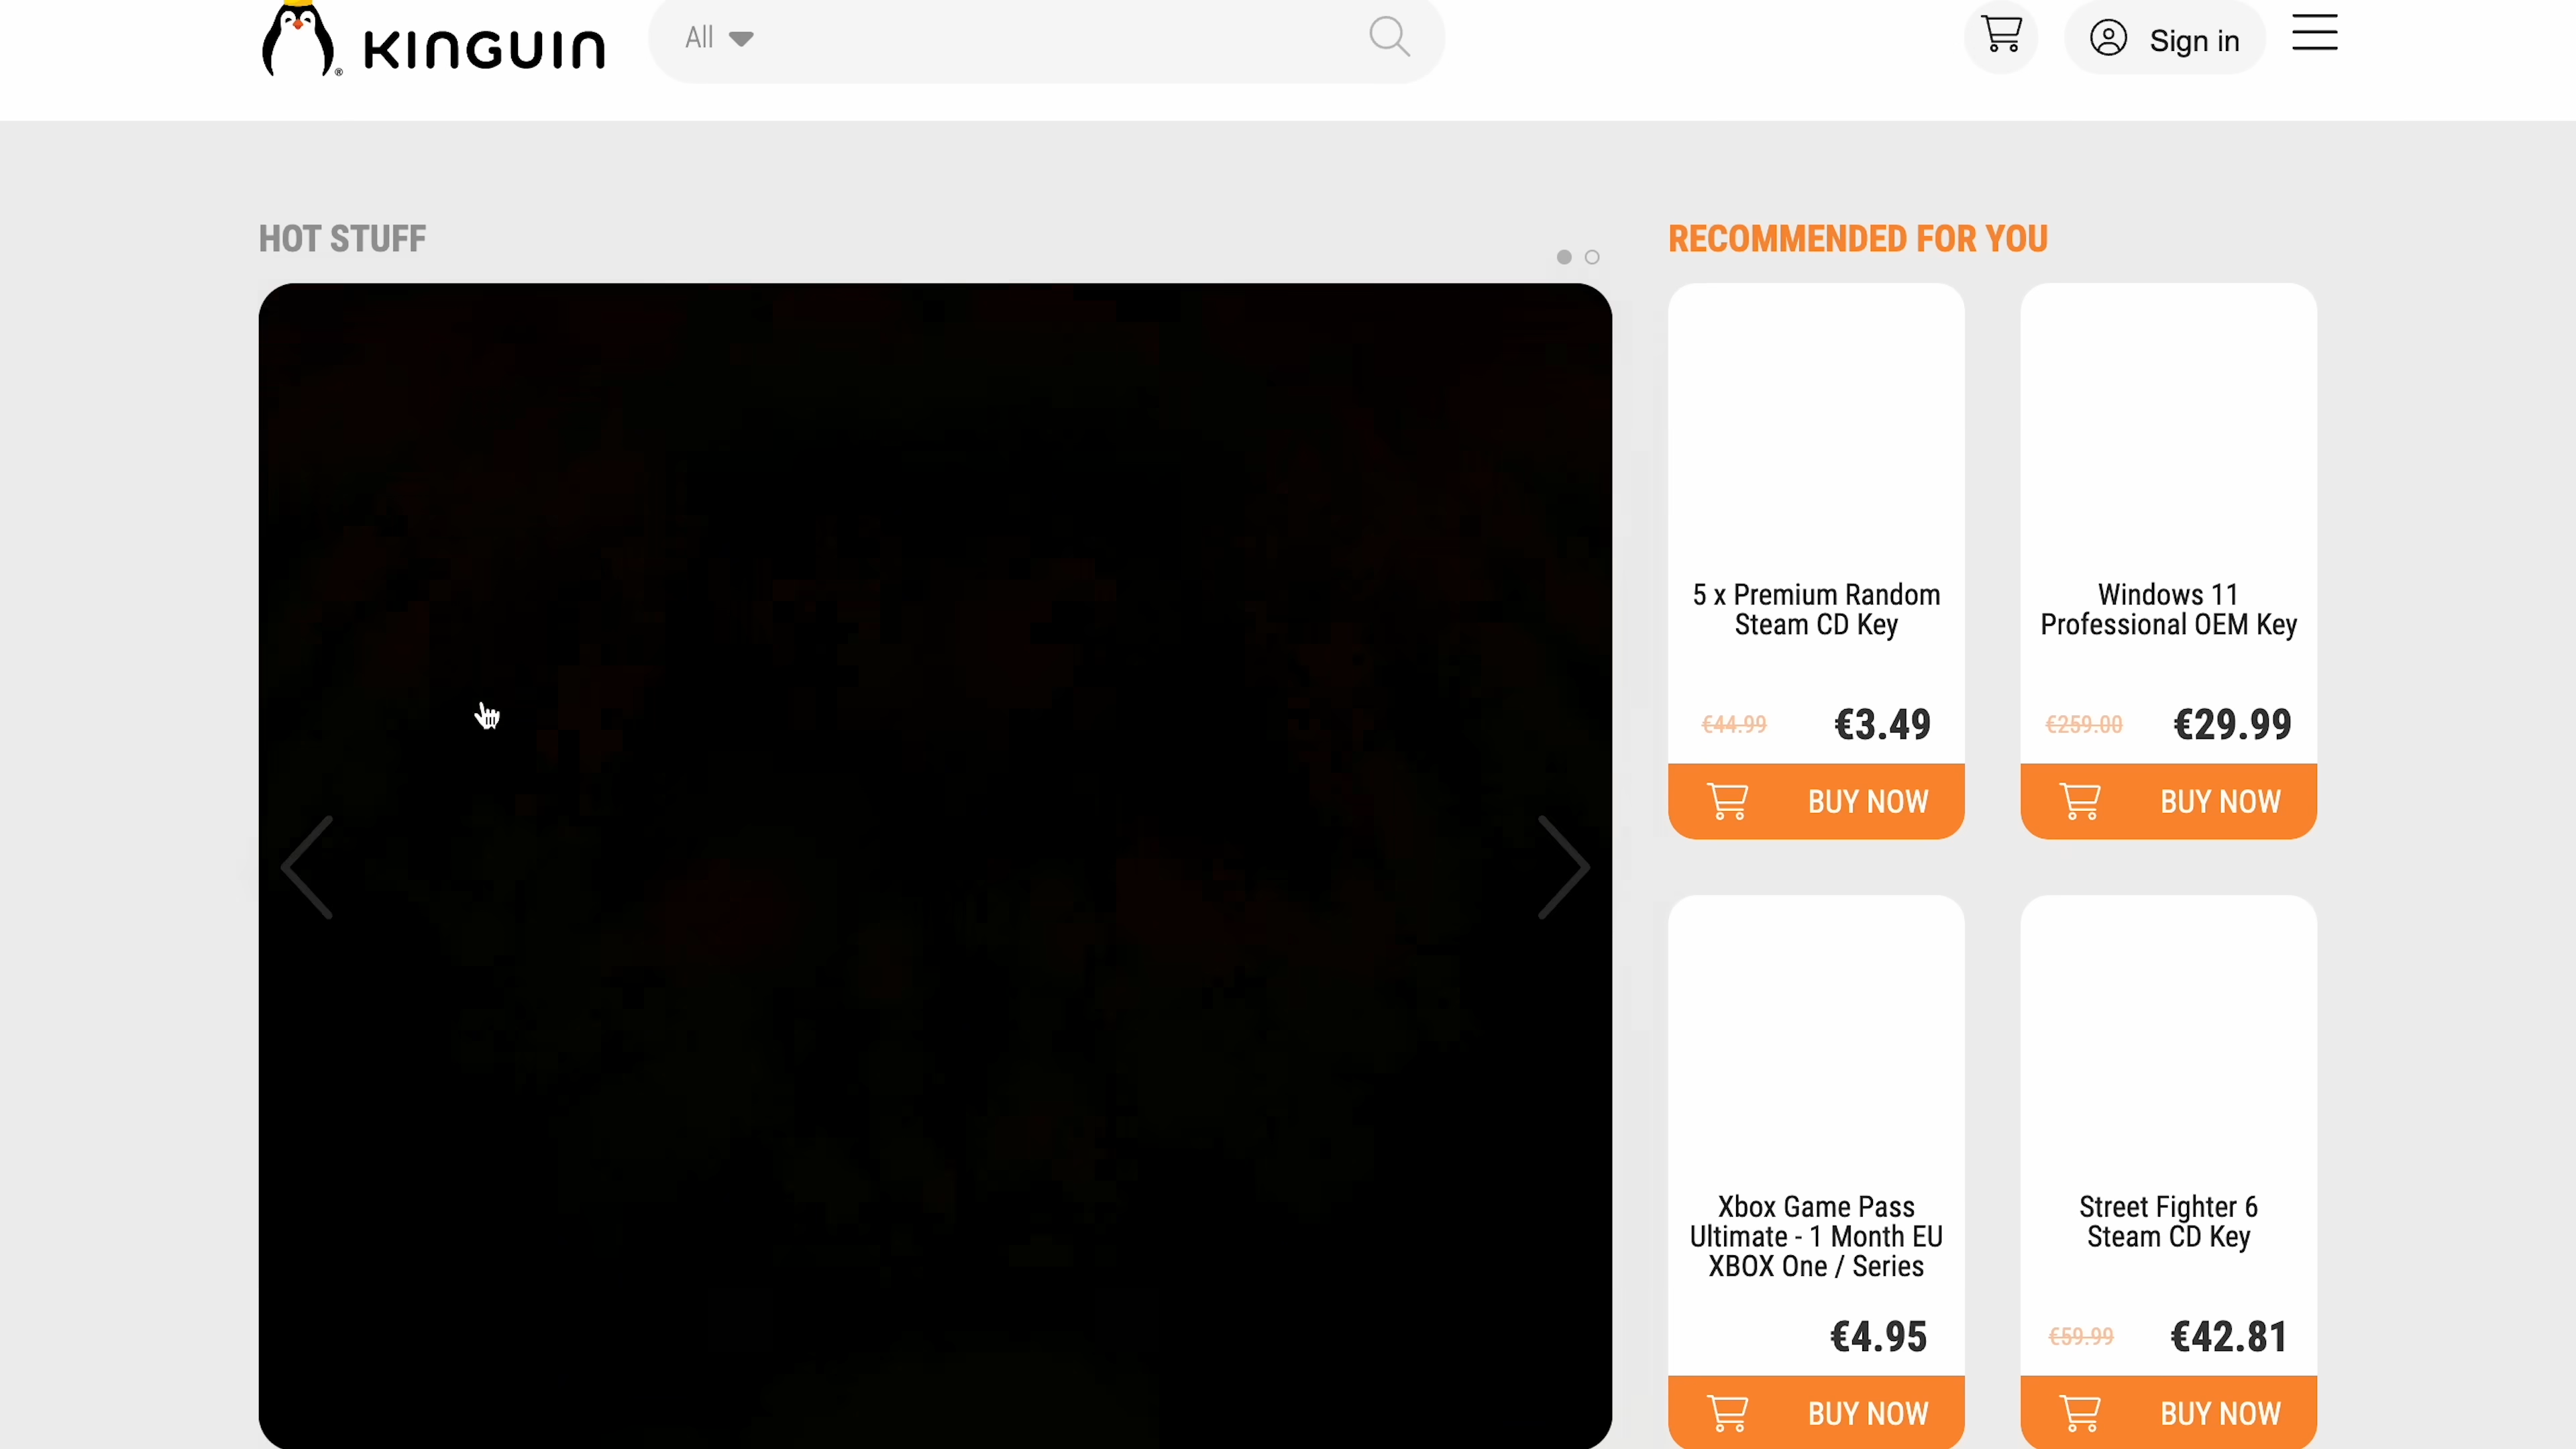 KINGUIN
®
All
Sign in
HOT STUFF
RECOMMENDED FOR YOU
5 x Premium Random
Steam CD Key
€44.99 €3.49
BUY NOW
Windows 11
Professional OEM Key
€259.00 €29.99
BUY NOW
Xbox Game Pass
Ultimate - 1 Month EU
XBOX One / Series
€4.95
BUY NOW
Street Fighter 6
Steam CD Key
€59.99 €42.81
BUY NOW